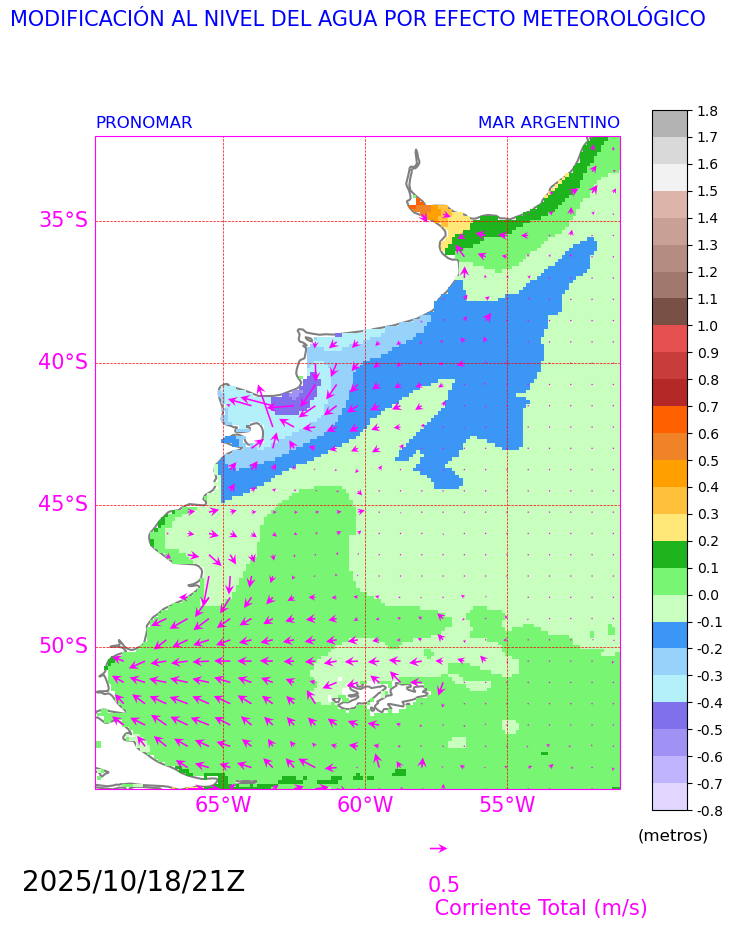 MODIFICACIÓN AL NIVEL DEL AGUA POR EFECTO METEOROLÓGICO
PRONOMAR
MAR ARGENTINO
35°S
40°S
45°S
50°S
65°W
60°W
55°W
1.8
1.7
1.6
1.5
1.4
1.3
1.2
1.1
1.0
0.9
0.8
0.7
0.6
0.5
0.4
0.3
0.2
0.1
0.0
-0.1
-0.2
-0.3
-0.4
-0.5
-0.6
-0.7
-0.8
(metros)
2025/10/18/21Z
0.5
Corriente Total (m/s)